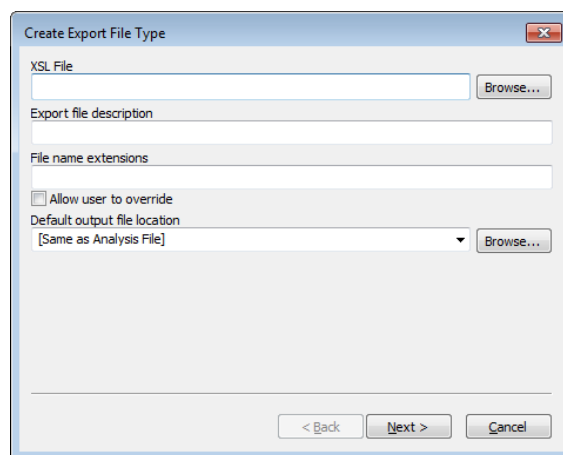 Create Export File Type
XSL File
Browse...
Export file description
File name extensions
Allow user to override
Default output file location
[Same as Analysis File]
Browse...
< Back
Next >
Cancel